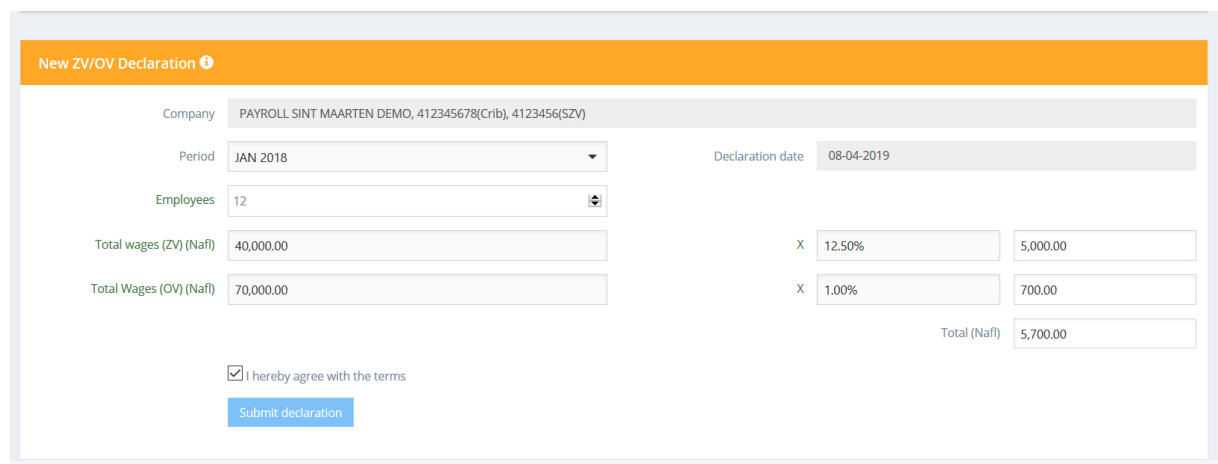 New ZV/OV Declaration
Company PAYROLL SINT MAARTEN DEMO, 412345678(Crib), 4123456(SZV)
Period JAN 2018 Declaration date 08-04-2019
Employees 12
Total wages (ZV) (Nafl) 40,000.00 X 12.50% 5,000.00
Total Wages (OV) (Nafl) 70,000.00 X 1.00% 700.00
Total (Nafl) 5,700.00
I hereby agree with the terms
Submit declaration